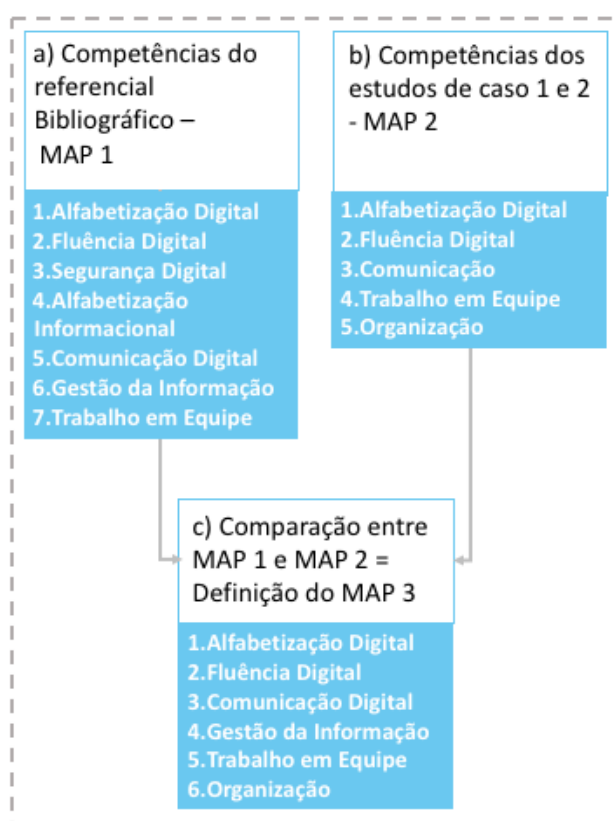 a) Competências do
referencial
Bibliográfico –
MAP 1
1.Alfabetização Digital
2.Fluência Digital
3.Segurança Digital
4.Alfabetização
Informacional
5.Comunicação Digital
6.Gestão da Informação
7.Trabalho em Equipe
b) Competências dos
estudos de caso 1 e 2
- MAP 2
1.Alfabetização Digital
2.Fluência Digital
3.Comunicação
4.Trabalho em Equipe
5.Organização
c) Comparação entre
MAP 1 e MAP 2 =
Definição do MAP 3
1.Alfabetização Digital
2.Fluência Digital
3.Comunicação Digital
4.Gestão da Informação
5.Trabalho em Equipe
6.Organização